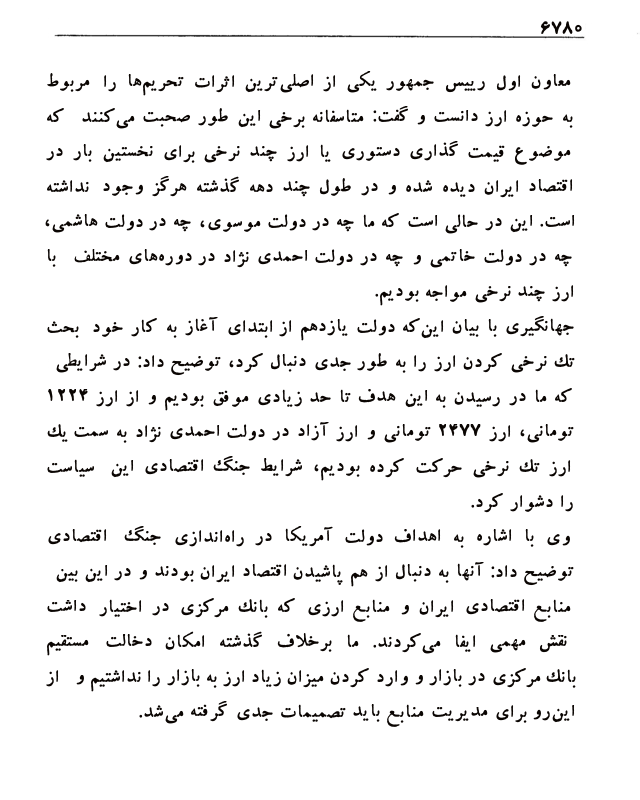 ۶۷۸۰
معاون اول رییس جمهور یکی از اصلی‌ترین اثرات تحریم‌ها را مربوط
به حوزه ارز دانست و گفت: متاسفانه برخی این طور صحبت می‌کنند که
موضوع قیمت گذاری دستوری یا ارز چند نرخی برای نخستین بار در
اقتصاد ایران دیده شده و در طول چند دهه گذشته هرگز وجود نداشته
است. این در حالی است که ما چه در دولت موسوی، چه در دولت هاشمی،
چه در دولت خاتمی و چه در دولت احمدی نژاد در دوره‌های مختلف با
ارز چند نرخی مواجه بودیم.
جهانگیری با بیان این‌که دولت یازدهم از ابتدای آغاز به کار خود بحث
تك نرخی کردن ارز را به طور جدی دنبال کرد، توضیح داد: در شرایطی
که ما در رسیدن به این هدف تا حد زیادی موفق بودیم و از ارز ۱۲۲۴
تومانی، ارز ۲۴۷۷ تومانی و ارز آزاد در دولت احمدی نژاد به سمت یك
ارز تك نرخی حرکت کرده بودیم، شرایط جنگ اقتصادی این سیاست
را دشوار کرد.
وی با اشاره به اهداف دولت آمریکا در راه‌اندازی جنگ اقتصادی
توضیح داد: آنها به دنبال از هم پاشیدن اقتصاد ایران بودند و در این بین
منابع اقتصادی ایران و منابع ارزی که بانك مرکزی در اختیار داشت
نقش مهمی ایفا می‌کردند. ما برخلاف گذشته امکان دخالت مستقیم
بانك مرکزی در بازار و وارد کردن میزان زیاد ارز به بازار را نداشتیم و از
این‌رو برای مدیریت منابع باید تصمیمات جدی گرفته می‌شد.